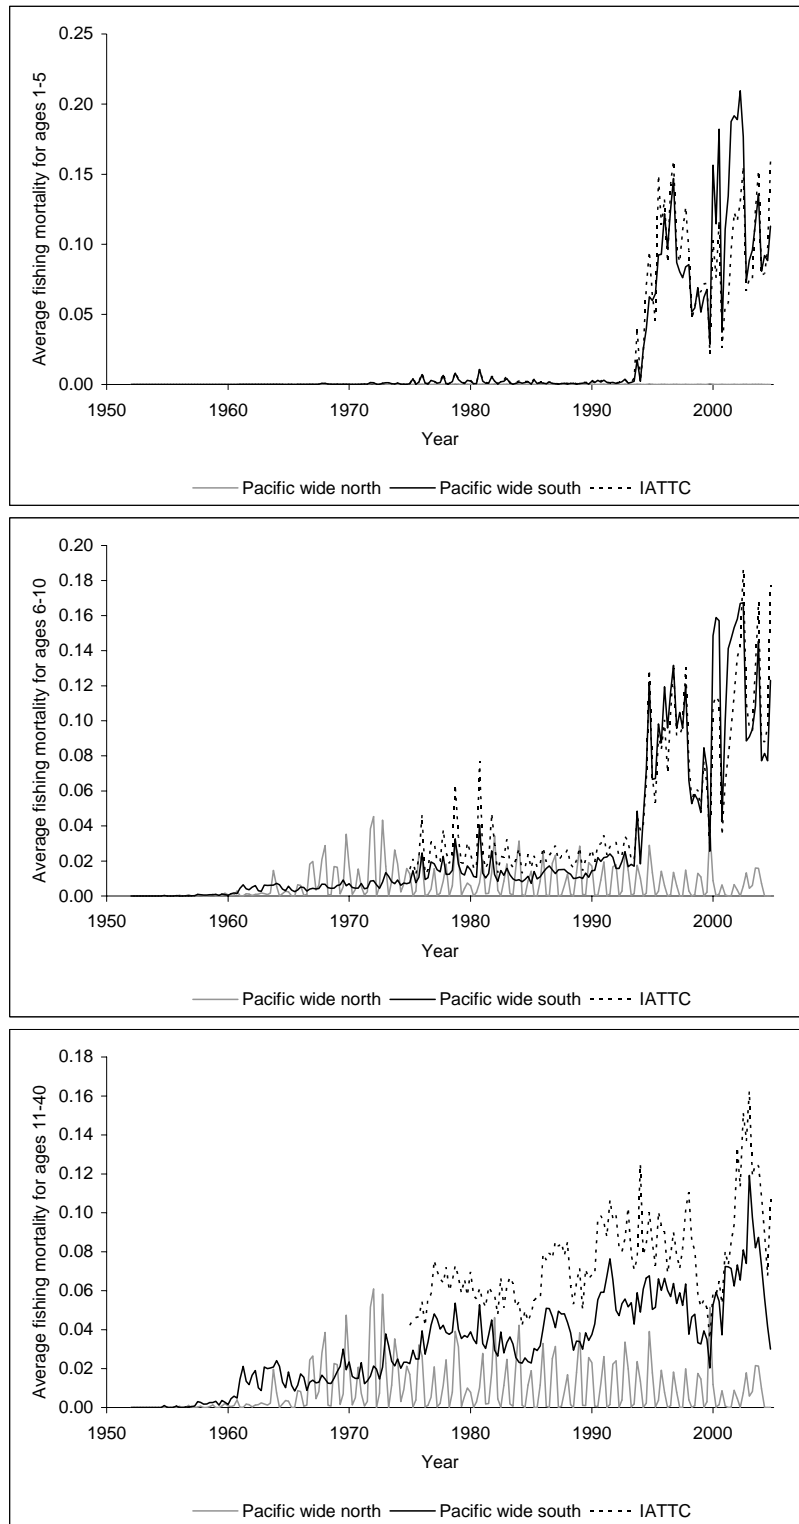 Average fishing mortality for ages 1-5
0.25
0.20
0.15
0.10
0.05
0.00
1950 1960 1970 1980 1990 2000
Year
Pacific wide north Pacific wide south IATTC
Average fishing mortality for ages 6-10
0.20
0.18
0.16
0.14
0.12
0.10
0.08
0.06
0.04
0.02
0.00
1950 1960 1970 1980 1990 2000
Year
Pacific wide north Pacific wide south IATTC
Average fishing mortality for ages 11-40
0.18
0.16
0.14
0.12
0.10
0.08
0.06
0.04
0.02
0.00
1950 1960 1970 1980 1990 2000
Year
Pacific wide north Pacific wide south IATTC